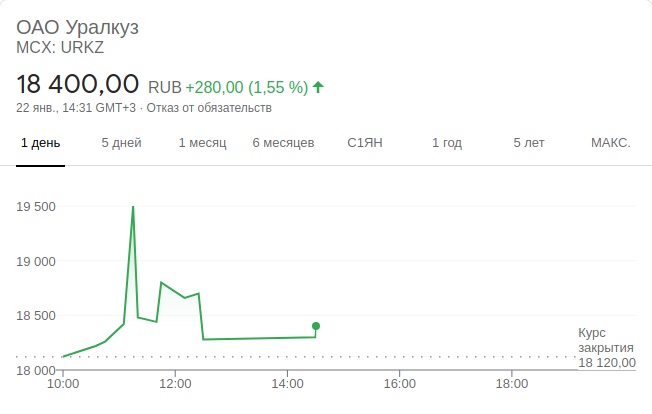 ОАО Уралкуз
MCX: URKZ
18 400,00 RUB +280,00 (1,55 %)
22 янв., 14:31 GMT+3 · Отказ от обязательств
1 день 5 дней 1 месяц 6 месяцев С1ЯН 1 год 5 лет МАКС.
19 500
19 000
18 500
18 000
Курс
закрытия
18 120,00
10:00 12:00 14:00 16:00 18:00